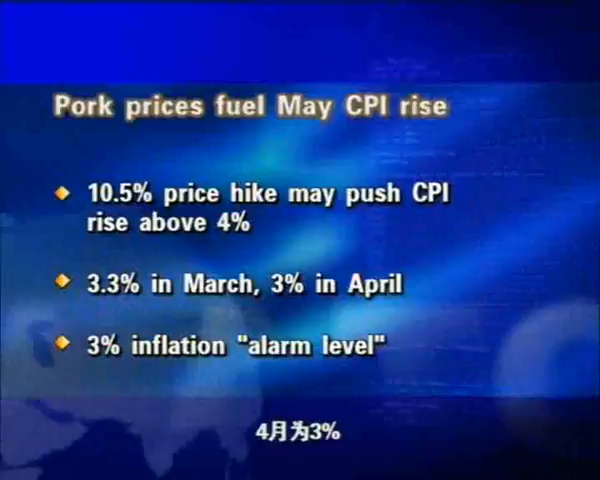 Pork prices fuel May CPI rise
10.5% price hike may push CPI
rise above 4%
3.3% in March, 3% in April
3% inflation "alarm level"
4月为3%